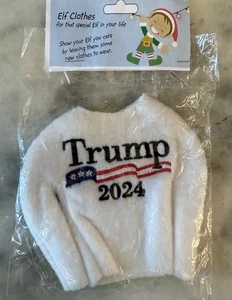 Elf Clothes
for that special Elf in your life
Show your Elf you care
by leaving them some
new clothes to wear.
Trump
2024